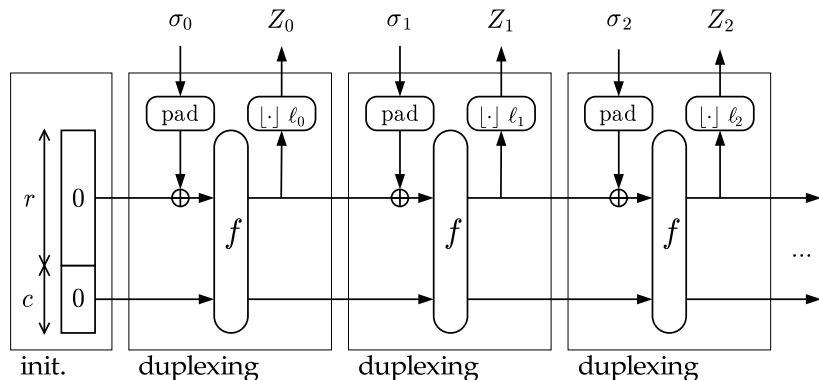 σ₀ Z₀ σ₁ Z₁ σ₂ Z₂
pad ⌊·⌋ ℓ₀ pad ⌊·⌋ ℓ₁ pad ⌊·⌋ ℓ₂
r 0
f f f
...
c 0
init. duplexing duplexing duplexing